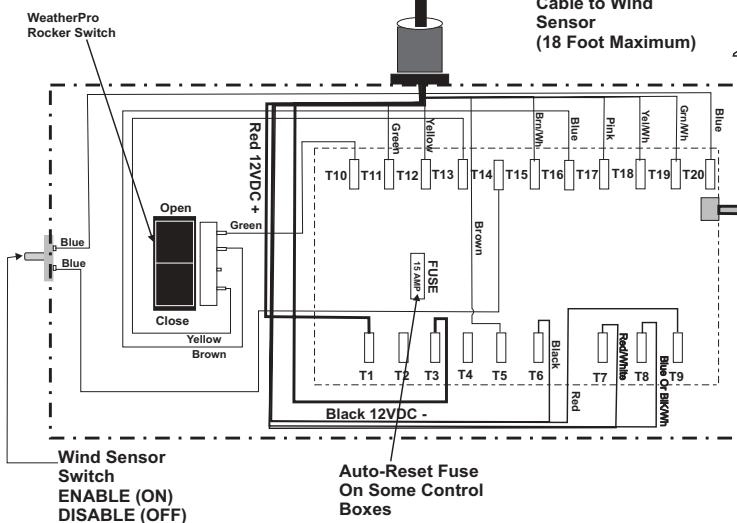 Cable to Wind
Sensor
(18 Foot Maximum)
WeatherPro
Rocker Switch
Red 12VDC +
Green
Yellow
Brn/Wh
Blue
Pink
Yel/Wh
Grn/Wh
Blue
T10
T11
T12
T13
T14
T15
T16
T17
T18
T19
T20
Open
Green
Blue
Blue
Brown
FUSE
15 AMP
Close
Yellow
Brown
T1
T2
T3
T4
T5
T6
T7
T8
T9
Black
Red
Red/White
Blue Or Blk/Wh
Black 12VDC -
Wind Sensor
Switch
ENABLE (ON)
DISABLE (OFF)
Auto-Reset Fuse
On Some Control
Boxes